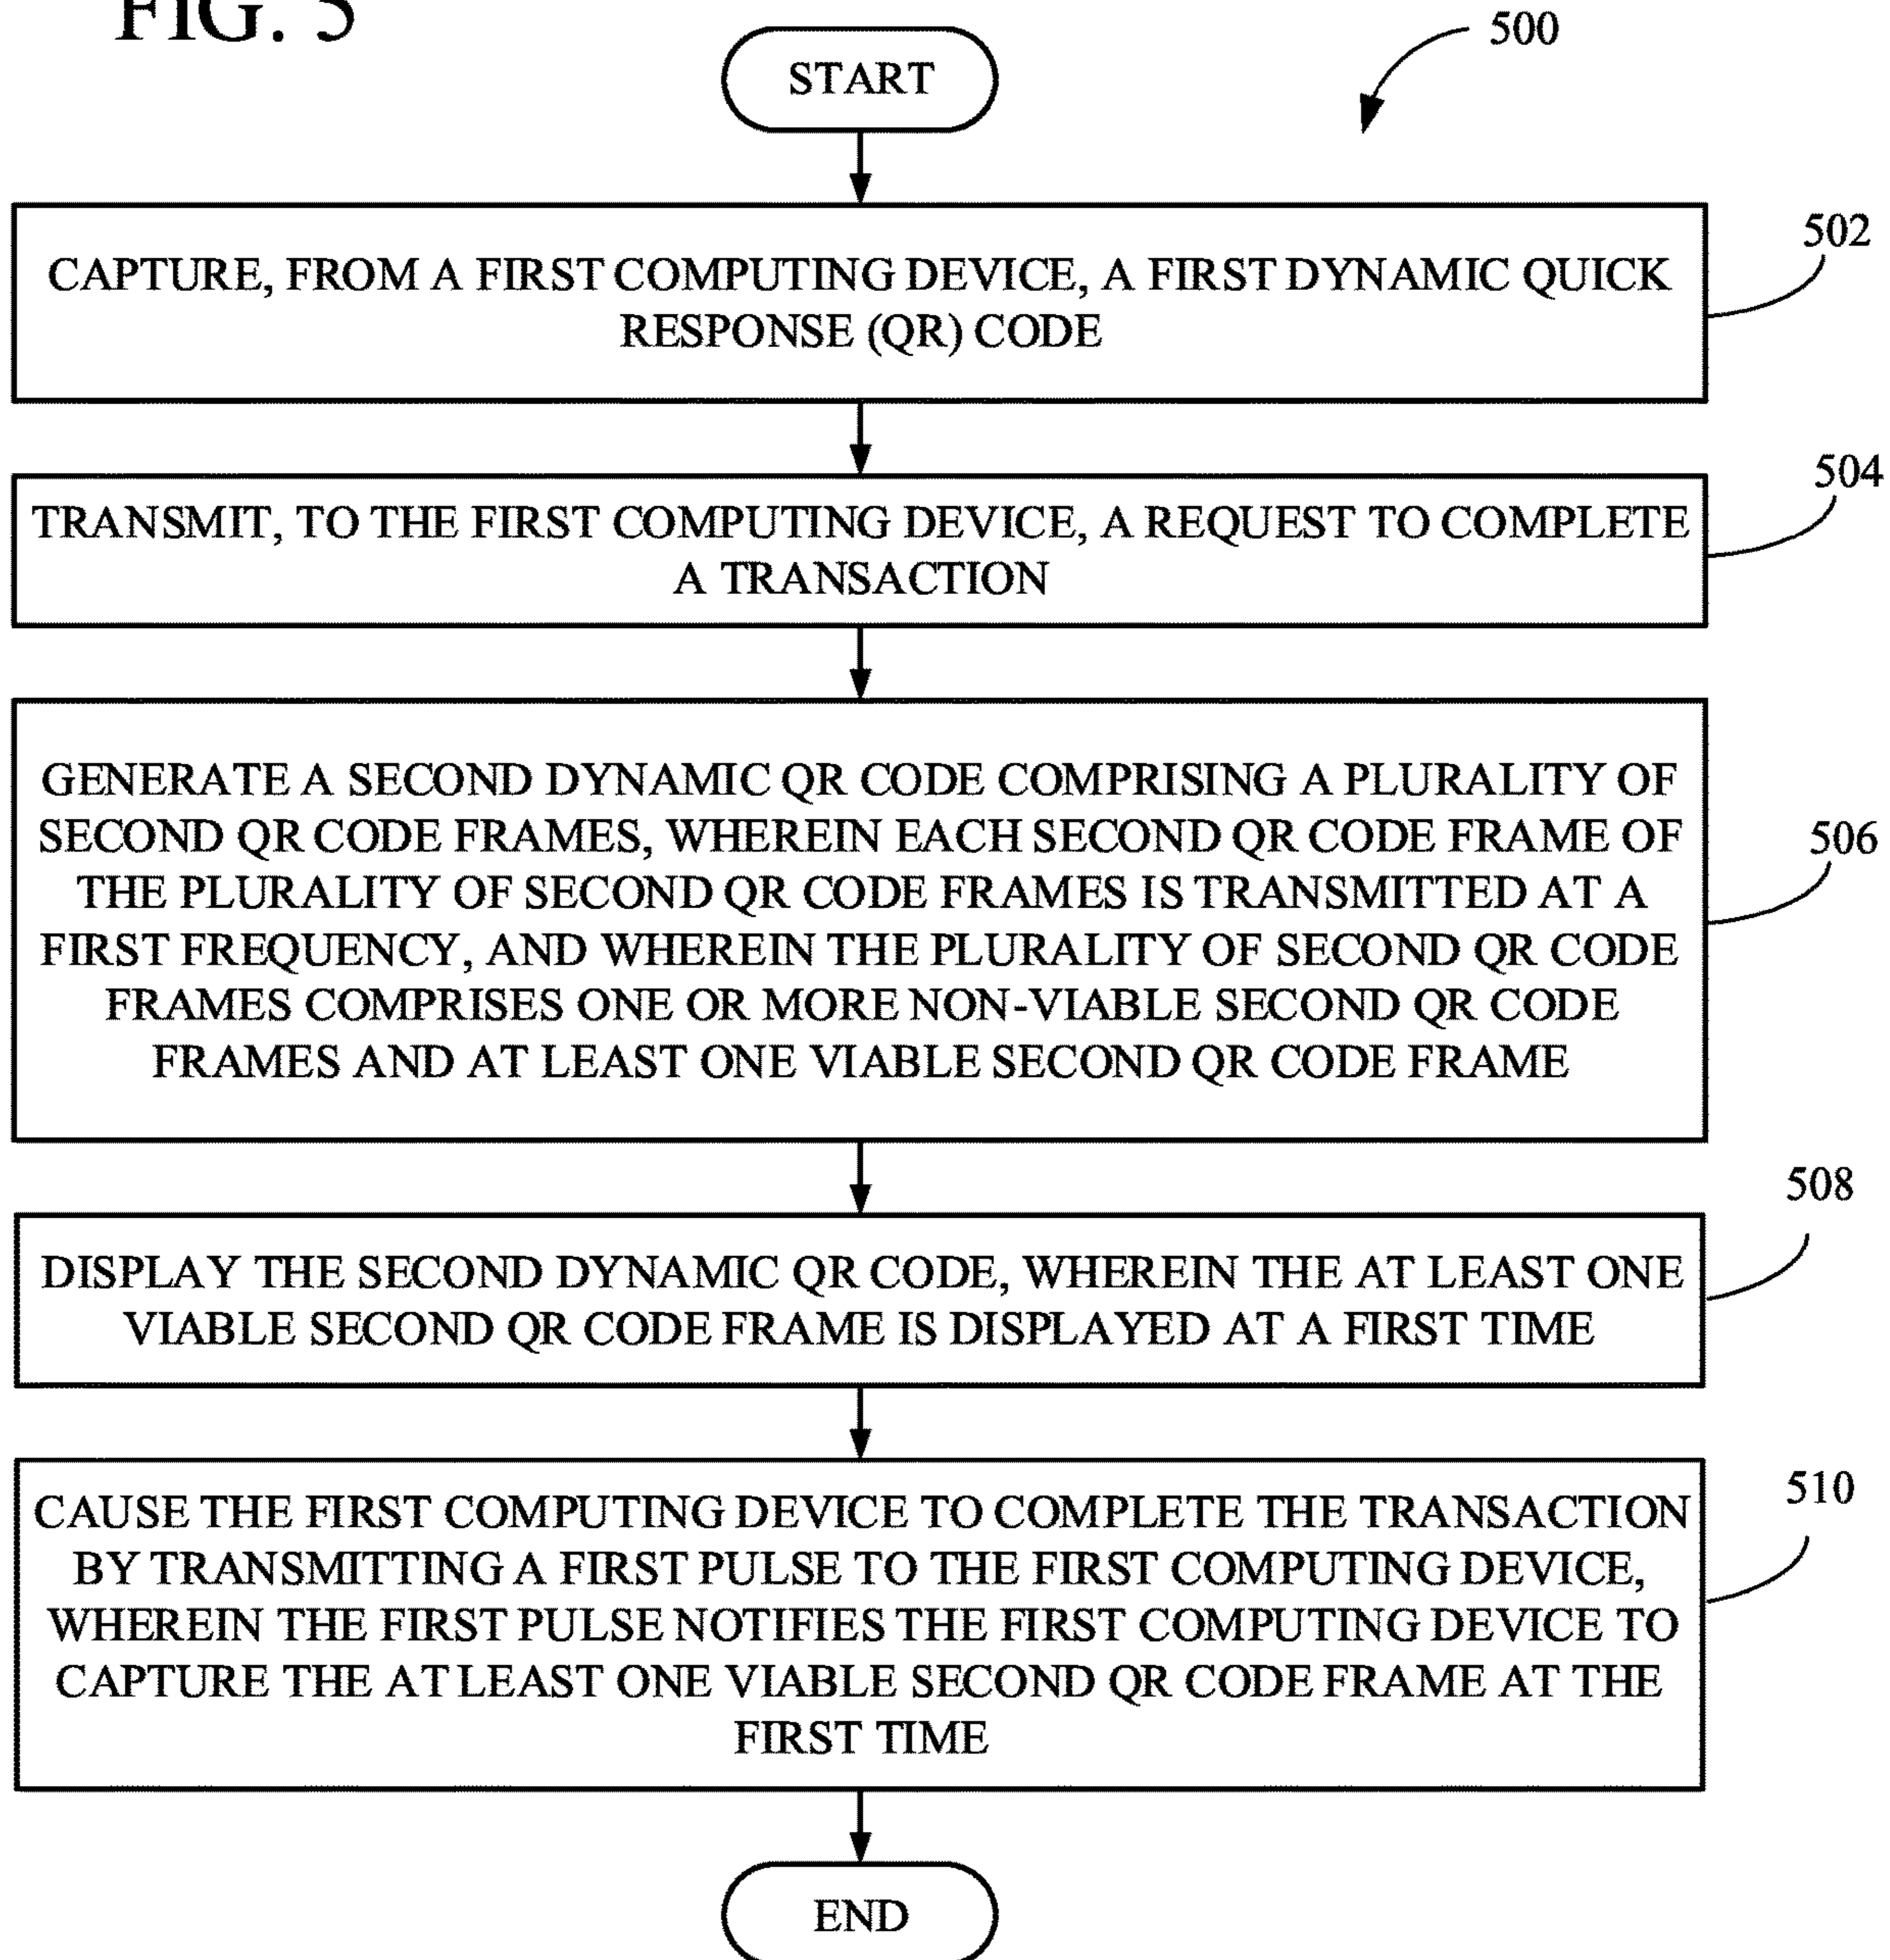 FIG. 5
START
500
CAPTURE, FROM A FIRST COMPUTING DEVICE, A FIRST DYNAMIC QUICK
RESPONSE (QR) CODE
502
TRANSMIT, TO THE FIRST COMPUTING DEVICE, A REQUEST TO COMPLETE
A TRANSACTION
504
GENERATE A SECOND DYNAMIC QR CODE COMPRISING A PLURALITY OF
SECOND QR CODE FRAMES, WHEREIN EACH SECOND QR CODE FRAME OF
THE PLURALITY OF SECOND QR CODE FRAMES IS TRANSMITTED AT A
FIRST FREQUENCY, AND WHEREIN THE PLURALITY OF SECOND QR CODE
FRAMES COMPRISES ONE OR MORE NON-VIABLE SECOND QR CODE
FRAMES AND AT LEAST ONE VIABLE SECOND QR CODE FRAME
506
DISPLAY THE SECOND DYNAMIC QR CODE, WHEREIN THE AT LEAST ONE
VIABLE SECOND QR CODE FRAME IS DISPLAYED AT A FIRST TIME
508
CAUSE THE FIRST COMPUTING DEVICE TO COMPLETE THE TRANSACTION
BY TRANSMITTING A FIRST PULSE TO THE FIRST COMPUTING DEVICE,
WHEREIN THE FIRST PULSE NOTIFIES THE FIRST COMPUTING DEVICE TO
CAPTURE THE AT LEAST ONE VIABLE SECOND QR CODE FRAME AT THE
FIRST TIME
510
END